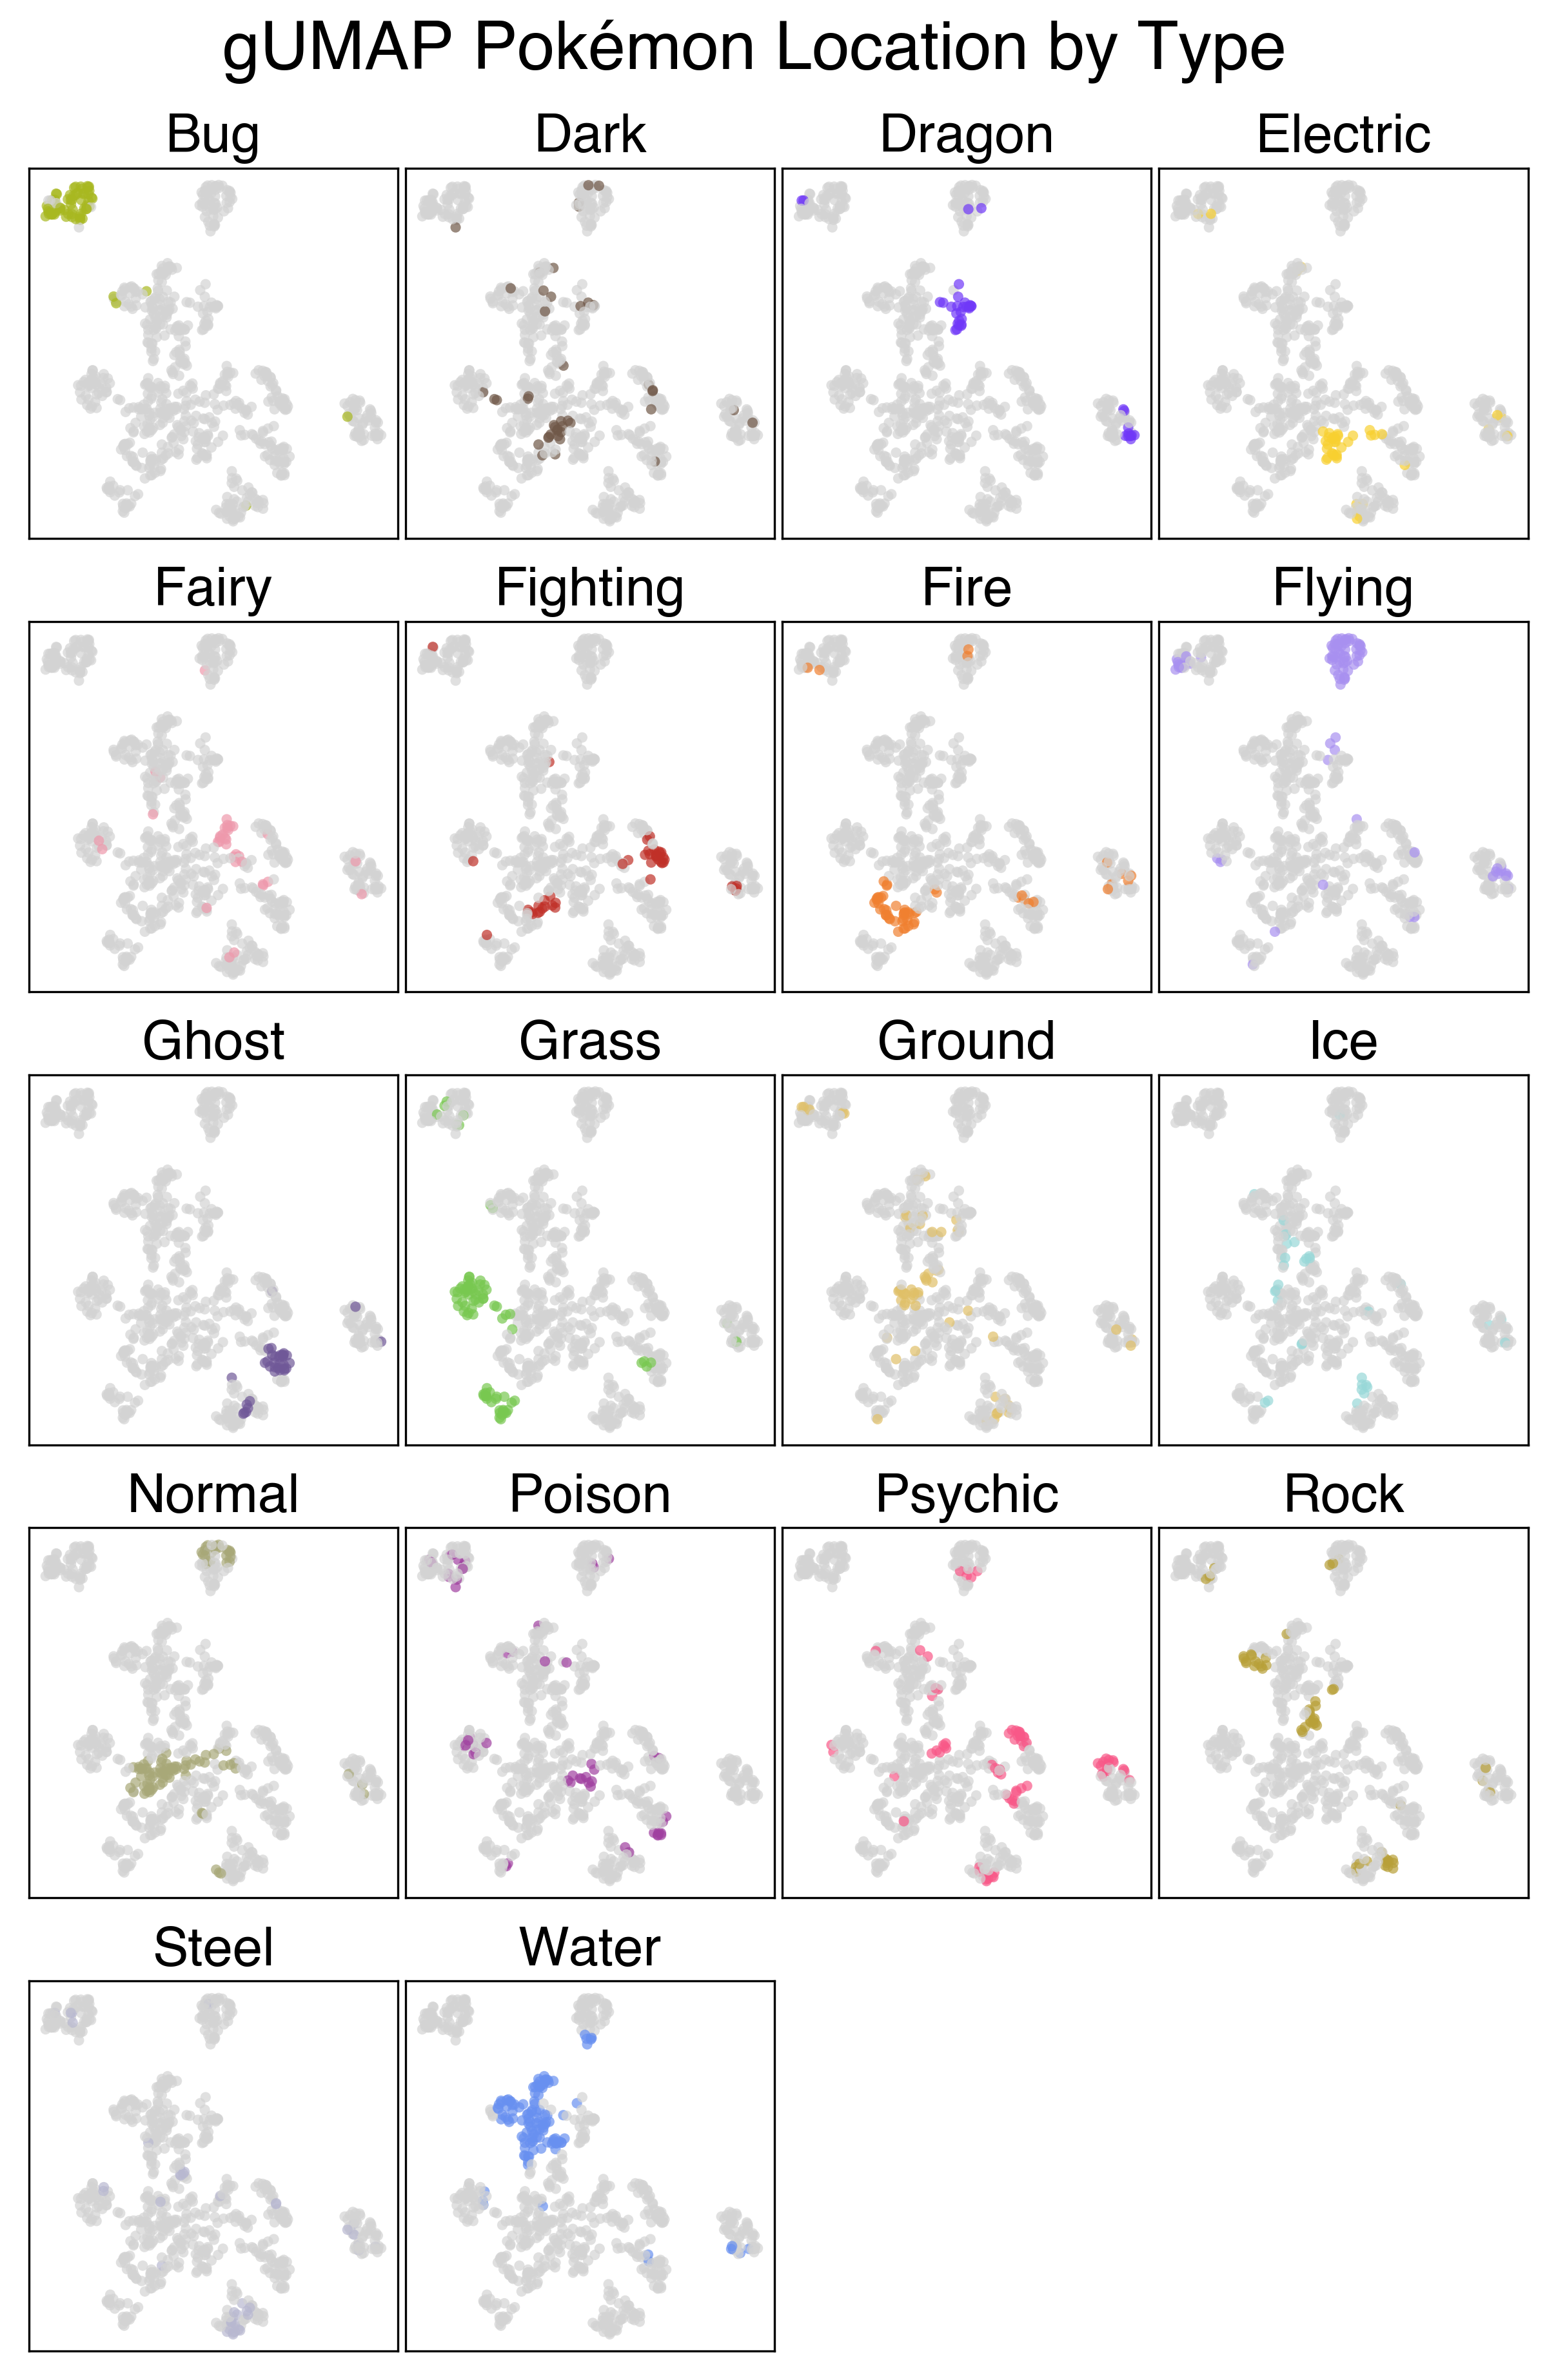 gUMAP Pokémon Location by Type
Bug Dark Dragon Electric
Fairy Fighting Fire Flying
Ghost Grass Ground Ice
Normal Poison Psychic Rock
Steel Water